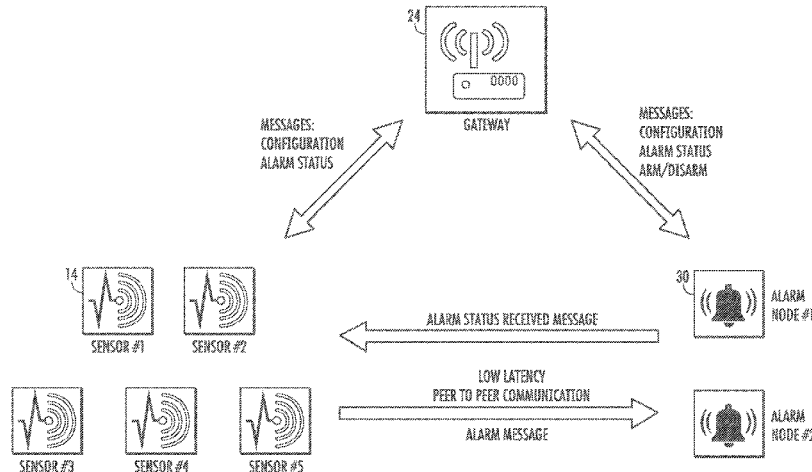 24
0000
GATEWAY
MESSAGES:
CONFIGURATION
ALARM STATUS
MESSAGES:
CONFIGURATION
ALARM STATUS
ARM/DISARM
14
SENSOR #1
SENSOR #2
30
ALARM
NODE #1
ALARM STATUS RECEIVED MESSAGE
LOW LATENCY
PEER TO PEER COMMUNICATION
ALARM MESSAGE
SENSOR #3
SENSOR #4
SENSOR #5
ALARM
NODE #2